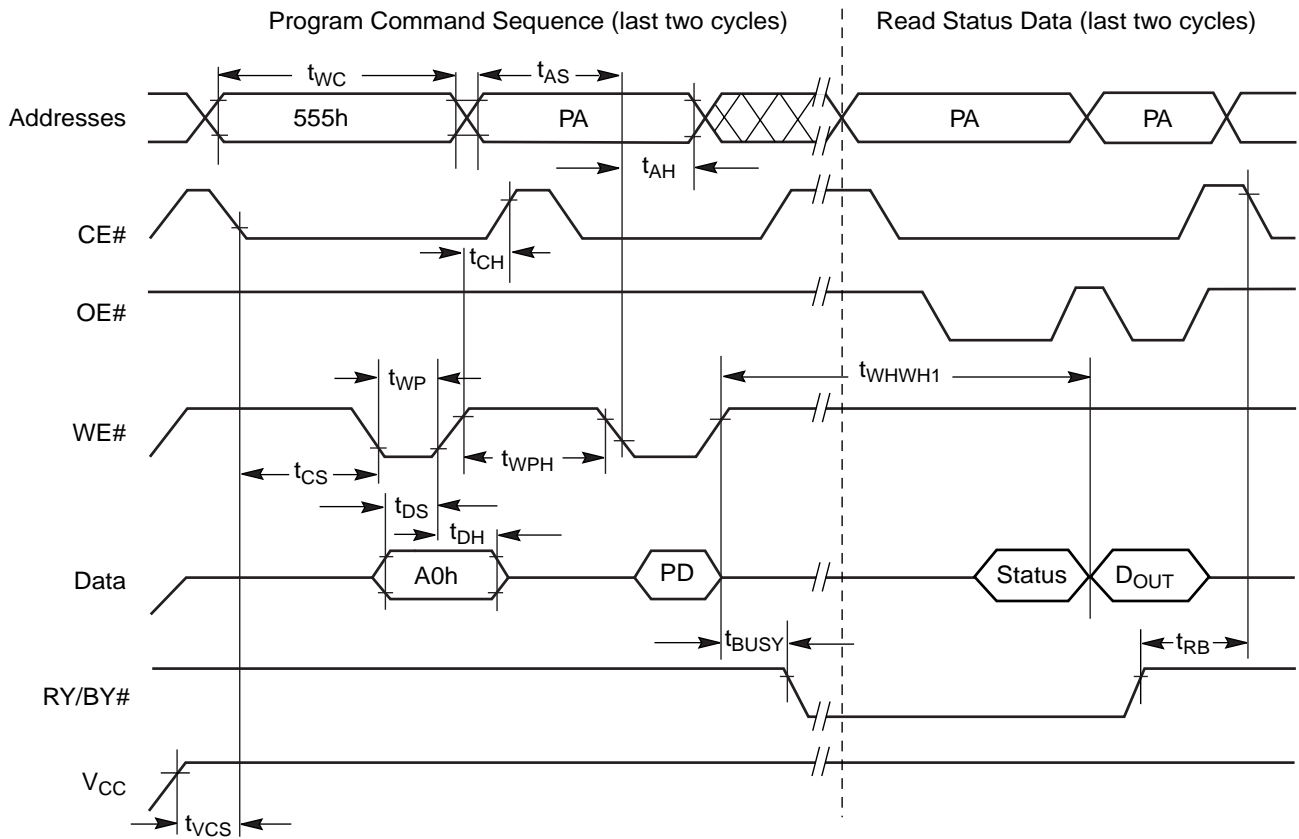 Program Command Sequence (last two cycles) Read Status Data (last two cycles)
tWC tAS
Addresses 555h PA PA PA
tAH
CE#
tCH
OE#
tWP tWHWH1
WE#
tCS tWPH
tDS
tDH
Data A0h PD Status DOUT
tBUSY tRB
RY/BY#
VCC
tVCS